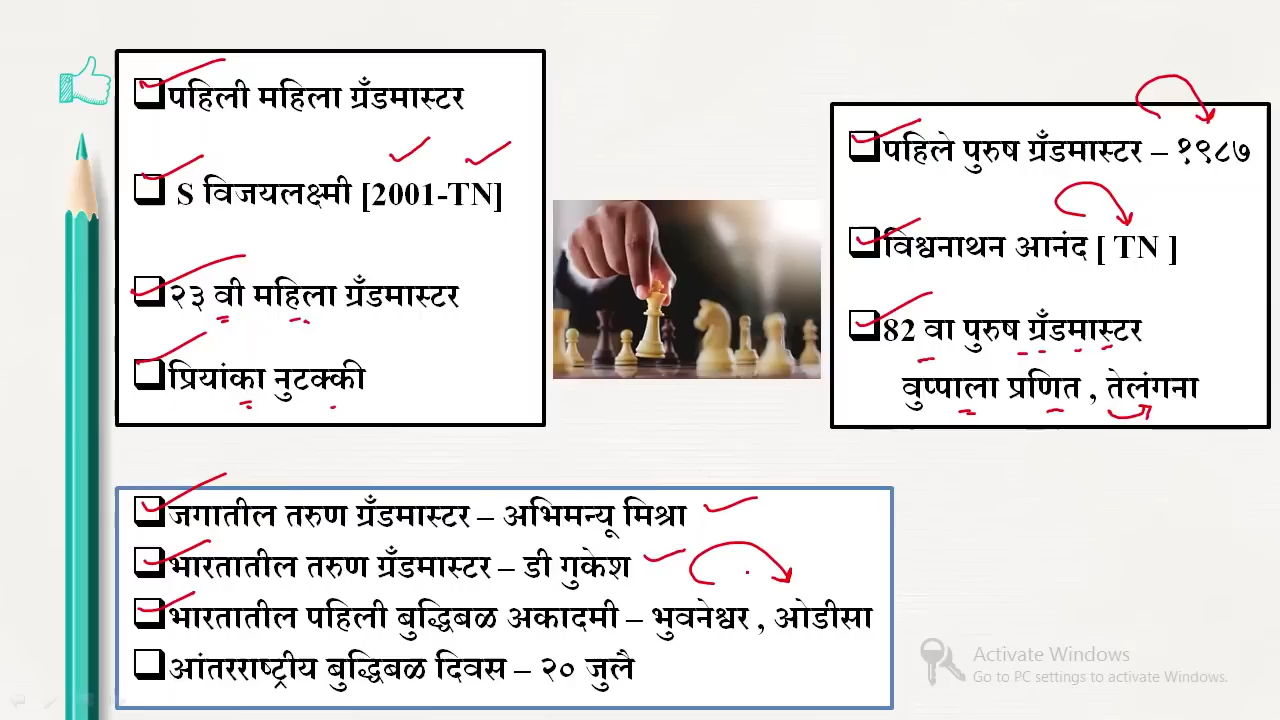 पहिली महिला ग्रँडमास्टर
S विजयलक्ष्मी [2001-TN]
२३ वी महिला ग्रँडमास्टर
प्रियांका नुटक्की
पहिले पुरुष ग्रँडमास्टर – १९८७
विश्वनाथन आनंद [ TN ]
82 वा पुरुष ग्रँडमास्टर
वुप्पाला प्रणित , तेलंगना
जगातील तरुण ग्रँडमास्टर – अभिमन्यू मिश्रा
भारतातील तरुण ग्रँडमास्टर – डी गुकेश
भारतातील पहिली बुद्धिबळ अकादमी – भुवनेश्वर , ओडीसा
आंतरराष्ट्रीय बुद्धिबळ दिवस – २० जुलै
Activate Windows
Go to PC settings to activate Windows.